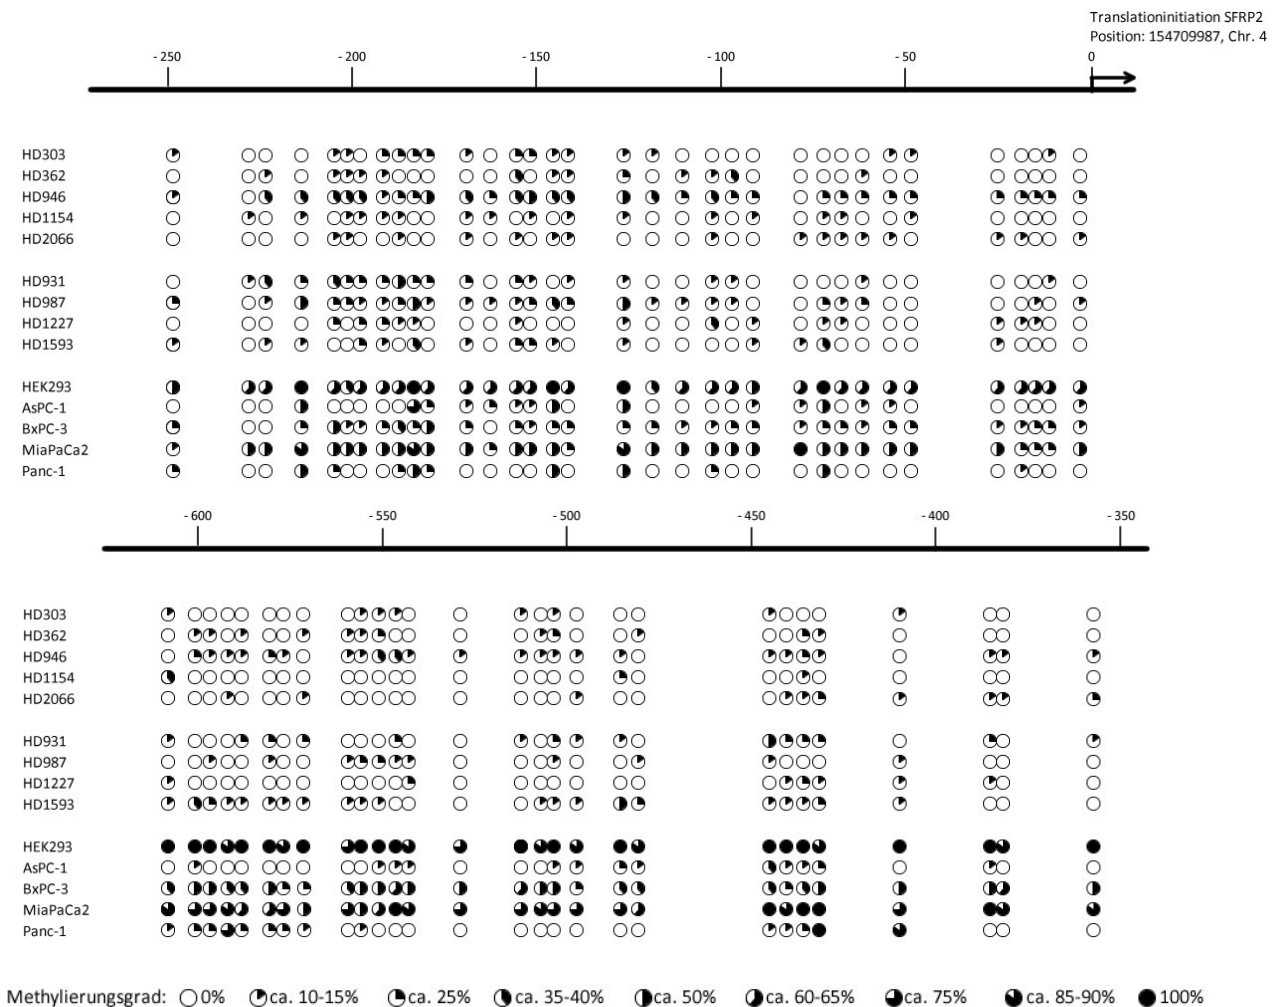 Translationinitiation SFRP2
Position: 154709987, Chr. 4
- 250 - 200 - 150 - 100 - 50 0
HD303
HD362
HD946
HD1154
HD2066
HD931
HD987
HD1227
HD1593
HEK293
AsPC-1
BxPC-3
MiaPaCa2
Panc-1
- 600 - 550 - 500 - 450 - 400 - 350
HD303
HD362
HD946
HD1154
HD2066
HD931
HD987
HD1227
HD1593
HEK293
AsPC-1
BxPC-3
MiaPaCa2
Panc-1
Methylierungsgrad: 0% ca. 10-15% ca. 25% ca. 35-40% ca. 50% ca. 60-65% ca. 75% ca. 85-90% 100%